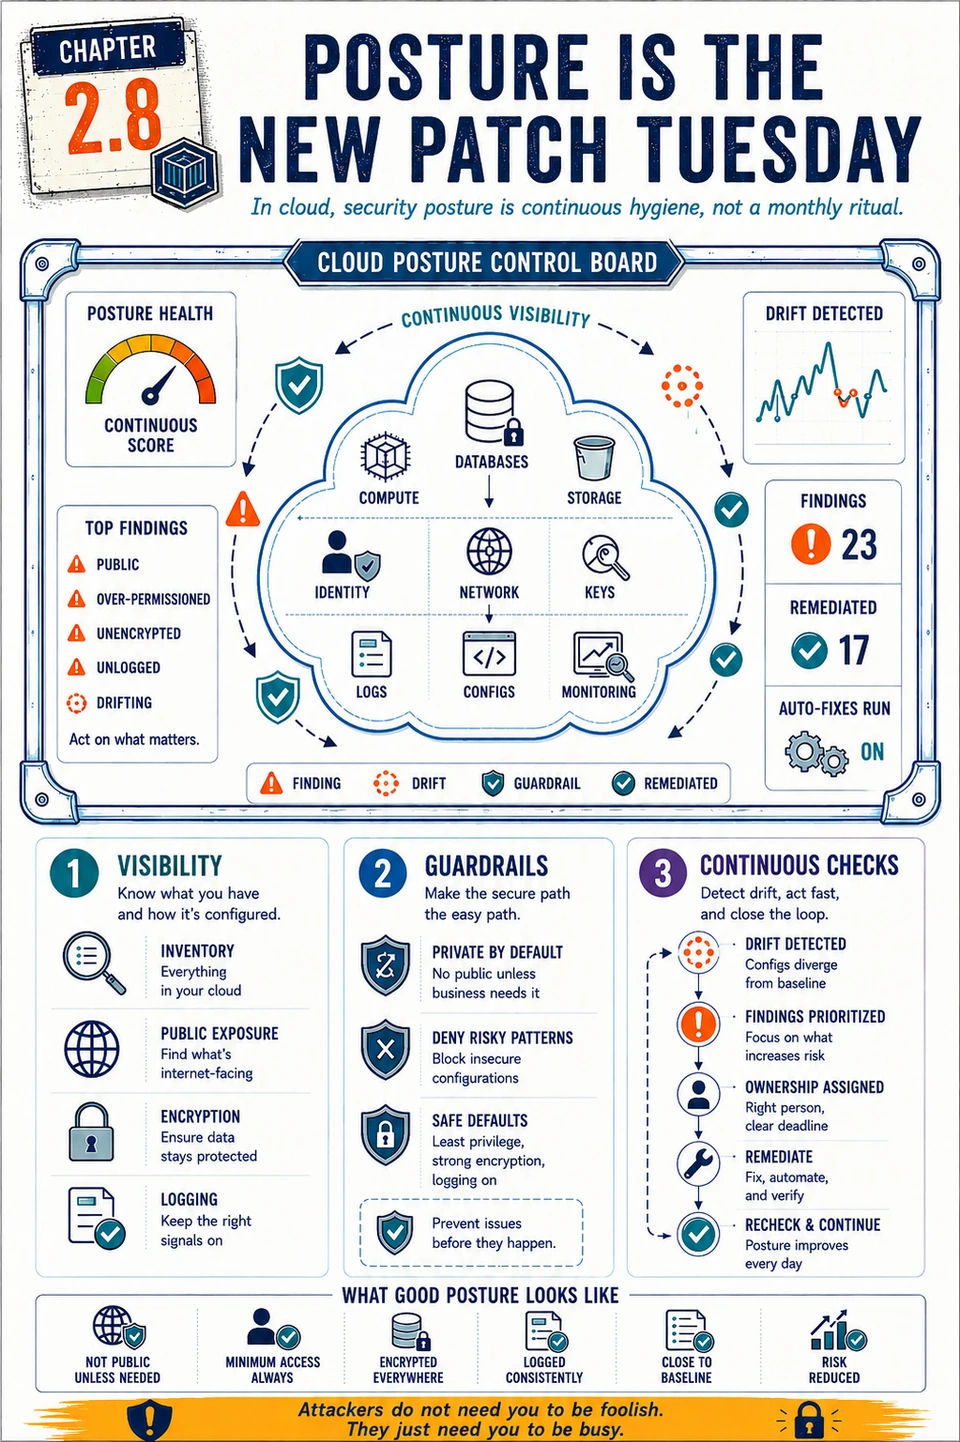 CHAPTER
2.8
POSTURE IS THE
NEW PATCH TUESDAY
In cloud, security posture is continuous hygiene, not a monthly ritual.
CLOUD POSTURE CONTROL BOARD
POSTURE HEALTH
CONTINUOUS
SCORE
TOP FINDINGS
PUBLIC
OVER-PERMISSIONED
UNENCRYPTED
UNLOGGED
DRIFTING
Act on what matters.
CONTINUOUS VISIBILITY
DATABASES
COMPUTE
STORAGE
IDENTITY
NETWORK
KEYS
LOGS
CONFIGS
MONITORING
DRIFT DETECTED
FINDINGS
23
REMEDIATED
17
AUTO-FIXES RUN
ON
FINDING
DRIFT
GUARDRAIL
REMEDIATED
1
VISIBILITY
Know what you have
and how it's configured.
INVENTORY
Everything
in your cloud
PUBLIC EXPOSURE
Find what's
internet-facing
ENCRYPTION
Ensure data
stays protected
LOGGING
Keep the right
signals on
2
GUARDRAILS
Make the secure path
the easy path.
PRIVATE BY DEFAULT
No public unless
business needs it
DENY RISKY PATTERNS
Block insecure
configurations
SAFE DEFAULTS
Least privilege,
strong encryption,
logging on
Prevent issues
before they happen.
3
CONTINUOUS CHECKS
Detect drift, act fast,
and close the loop.
DRIFT DETECTED
Configs diverge
from baseline
FINDINGS PRIORITIZED
Focus on what
increases risk
OWNERSHIP ASSIGNED
Right person,
clear deadline
REMEDIATE
Fix, automate,
and verify
RECHECK & CONTINUE
Posture improves
every day
WHAT GOOD POSTURE LOOKS LIKE
NOT PUBLIC
UNLESS NEEDED
MINIMUM ACCESS
ALWAYS
ENCRYPTED
EVERYWHERE
LOGGED
CONSISTENTLY
CLOSE TO
BASELINE
RISK
REDUCED
Attackers do not need you to be foolish.
They just need you to be busy.